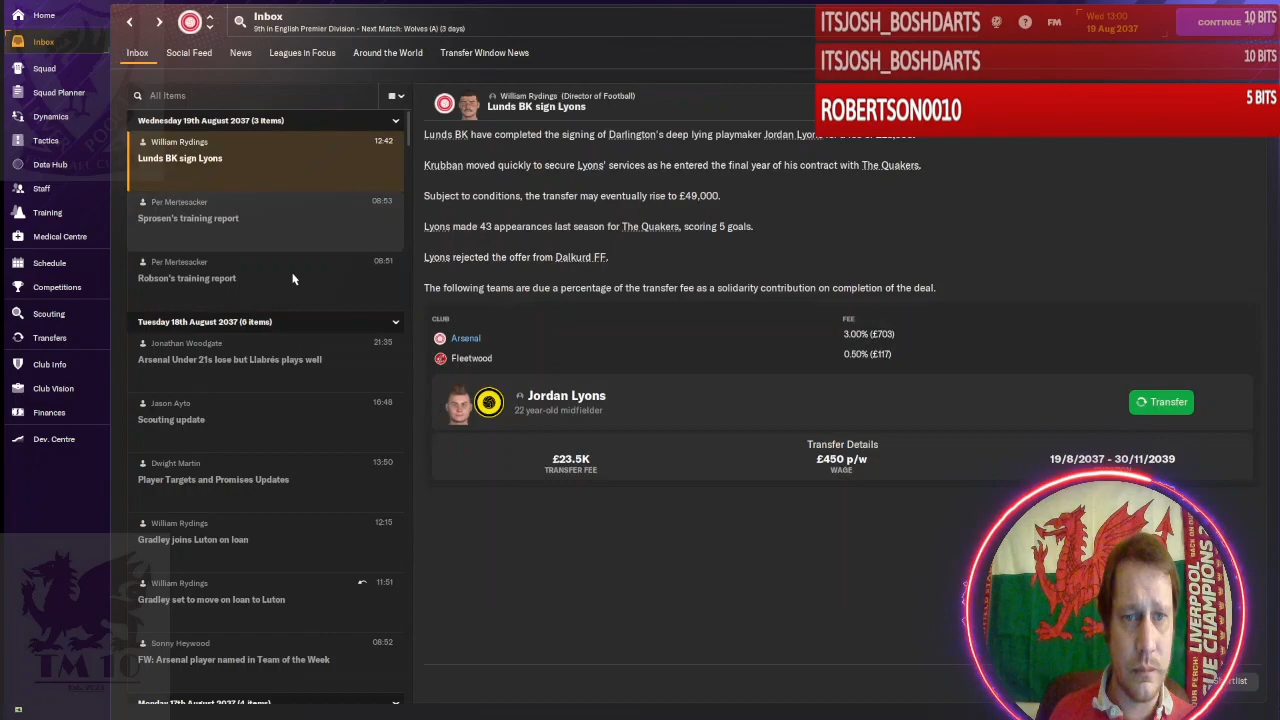 Home
Inbox
Squad
Squad Planner
Dynamics
Tactics
Data Hub
Staff
Training
Medical Centre
Schedule
Competitions
Scouting
Transfers
Club Info
Club Vision
Finances
Dev. Centre
TM 10
Inbox
9th in English Premier Division - Next Match: Wolves (A) (3 days)
FM
Wed 13:00
19 Aug 2037
CONTINUE
Inbox
Social Feed
News
Leagues in Focus
Around the World
Transfer Window News
ITSJOSH_BOSHDARTS
10 BITS
ITSJOSH_BOSHDARTS
10 BITS
ROBERTSON0010
5 BITS
All Items
Wednesday 19th August 2037 (3 items)
William Rydings
12:42
Lunds BK sign Lyons
Per Mertesacker
08:53
Sprosen's training report
Per Mertesacker
08:51
Robson's training report
Tuesday 18th August 2037 (6 items)
Jonathan Woodgate
21:35
Arsenal Under 21s lose but Llabrés plays well
Jason Ayto
16:48
Scouting update
Dwight Martin
13:50
Player Targets and Promises Updates
William Rydings
12:15
Gradley joins Luton on loan
William Rydings
11:51
Gradley set to move on loan to Luton
Sonny Heywood
08:52
FW: Arsenal player named in Team of the Week
Monday 17th August 2037 (4 items)
William Rydings (Director of Football)
Lunds BK sign Lyons
Lunds BK have completed the signing of Darlington's deep lying playmaker Jordan
Krubban moved quickly to secure Lyons' services as he entered the final year of his contract with The Quakers.
Subject to conditions, the transfer may eventually rise to £49,000.
Lyons made 43 appearances last season for The Quakers, scoring 5 goals.
Lyons rejected the offer from Dalkurd FF.
The following teams are due a percentage of the transfer fee as a solidarity contribution on completion of the deal.
CLUB
FEE
Arsenal
3.00% (£703)
Fleetwood
0.50% (£117)
Jordan Lyons
22 year-old midfielder
Transfer
Transfer Details
£23.5K
£450 p/w
19/8/2037 - 30/11/2039
TRANSFER FEE
WAGE
LIVERPOOL